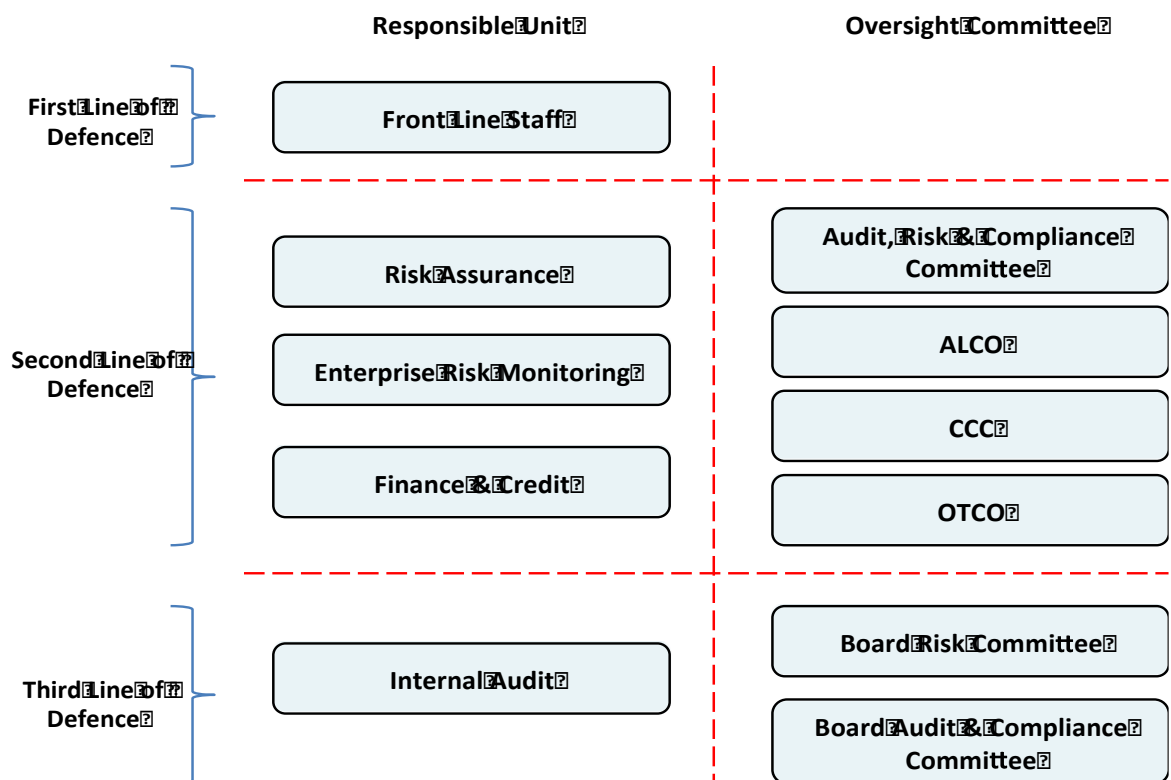 Responsible Unit
Oversight Committee
First Line of
Defence
Front Line Staff
Second Line of
Defence
Risk Assurance
Enterprise Risk Monitoring
Finance & Credit
Audit, Risk & Compliance
Committee
ALCO
CCC
OTCO
Third Line of
Defence
Internal Audit
Board Risk Committee
Board Audit & Compliance
Committee